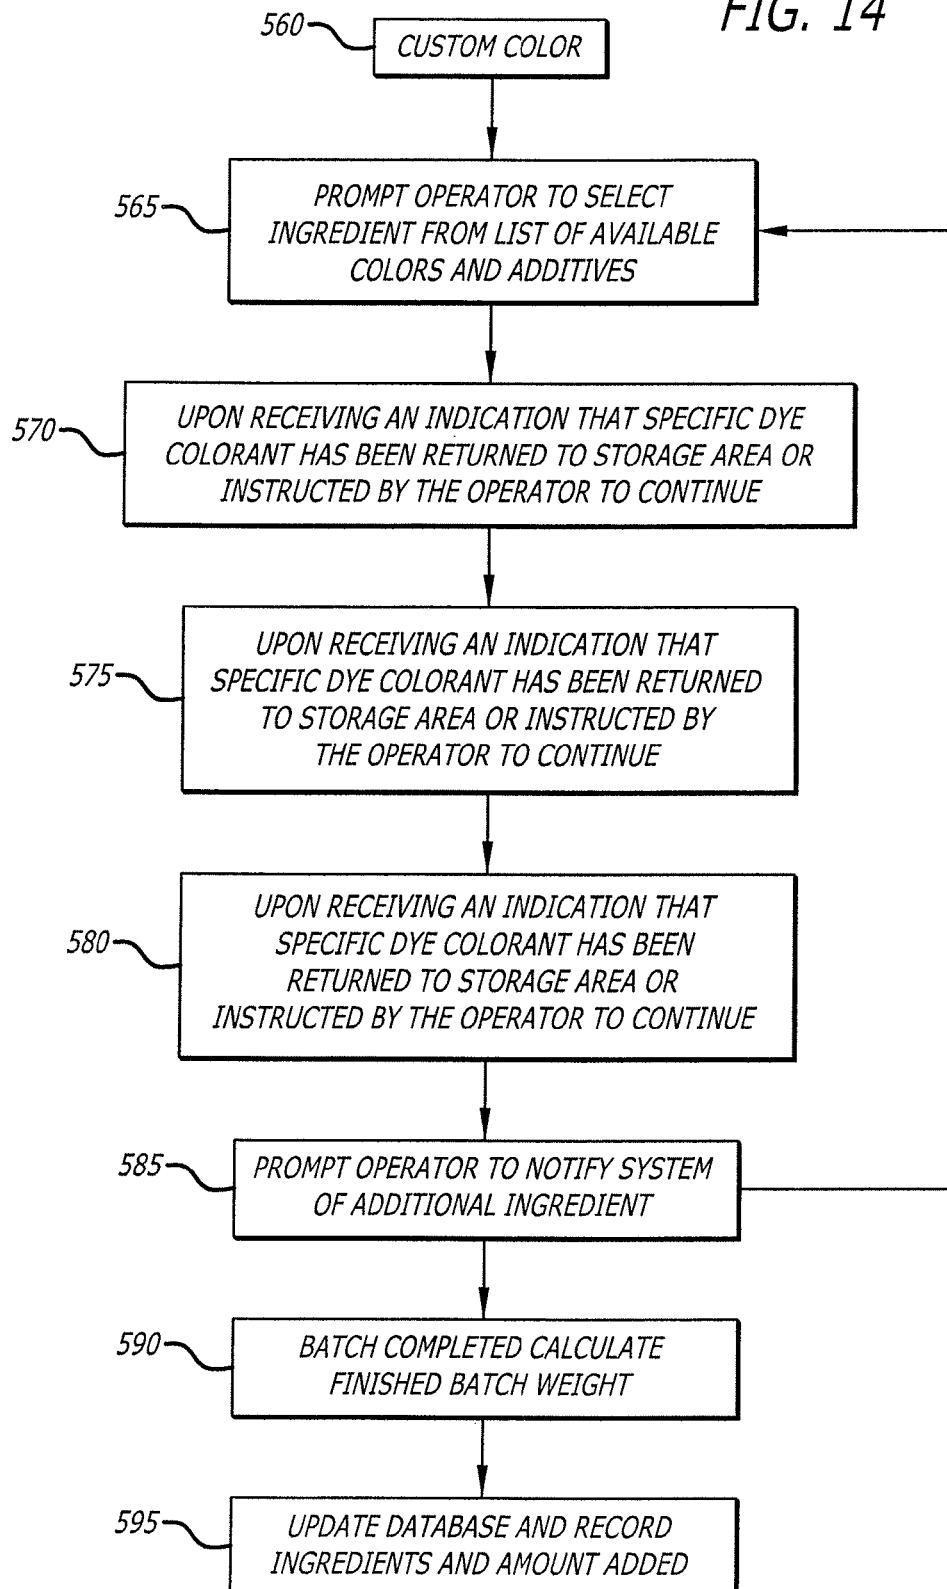 FIG. 14
560
CUSTOM COLOR
565
PROMPT OPERATOR TO SELECT
INGREDIENT FROM LIST OF AVAILABLE
COLORS AND ADDITIVES
570
UPON RECEIVING AN INDICATION THAT SPECIFIC DYE
COLORANT HAS BEEN RETURNED TO STORAGE AREA OR
INSTRUCTED BY THE OPERATOR TO CONTINUE
575
UPON RECEIVING AN INDICATION THAT
SPECIFIC DYE COLORANT HAS BEEN RETURNED
TO STORAGE AREA OR INSTRUCTED BY
THE OPERATOR TO CONTINUE
580
UPON RECEIVING AN INDICATION THAT
SPECIFIC DYE COLORANT HAS BEEN
RETURNED TO STORAGE AREA OR
INSTRUCTED BY THE OPERATOR TO CONTINUE
585
PROMPT OPERATOR TO NOTIFY SYSTEM
OF ADDITIONAL INGREDIENT
590
BATCH COMPLETED CALCULATE
FINISHED BATCH WEIGHT
595
UPDATE DATABASE AND RECORD
INGREDIENTS AND AMOUNT ADDED